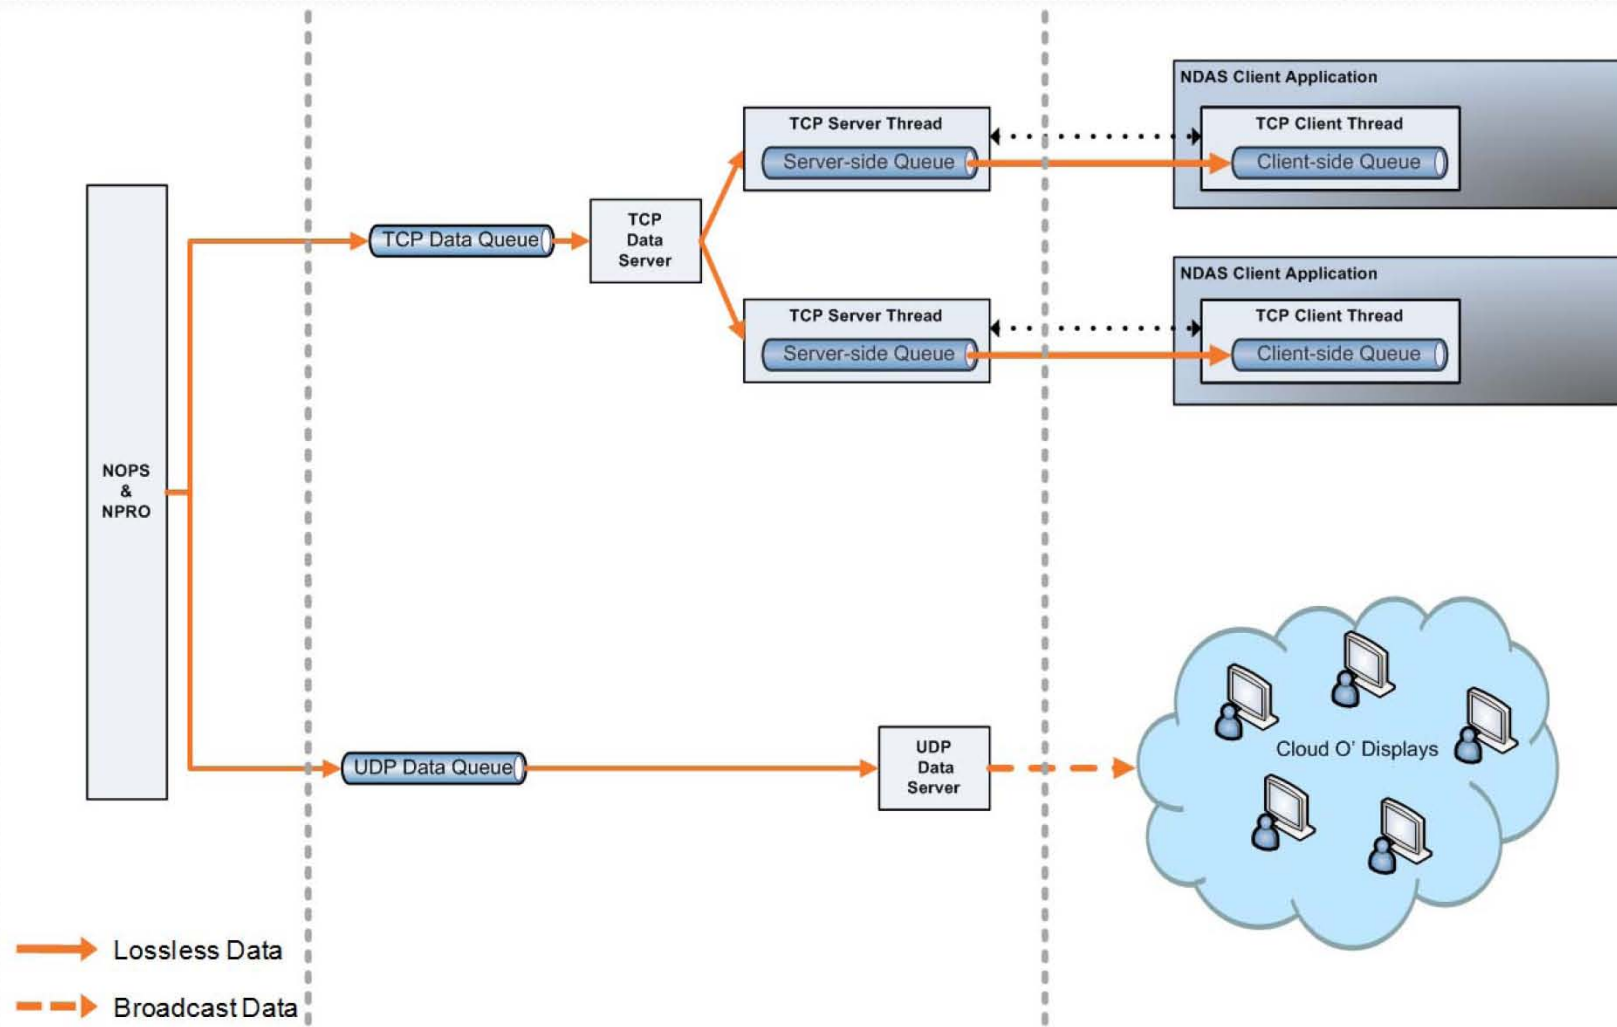 NDAS Client Application
TCP Server Thread
Server-side Queue
TCP Client Thread
Client-side Queue
TCP Data Queue
TCP
Data
Server
NDAS Client Application
TCP Server Thread
Server-side Queue
TCP Client Thread
Client-side Queue
NOPS
&
NPRO
UDP Data Queue
UDP
Data
Server
Cloud O' Displays
Lossless Data
Broadcast Data